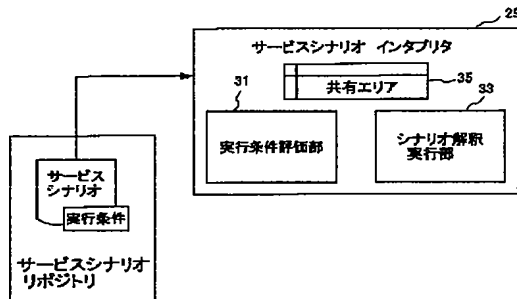 25
サービスシナリオ インタプリタ
31
共有エリア
35
33
実行条件評価部
シナリオ解釈
実行部
サービス
シナリオ
実行条件
サービスシナリオ
リポジトリ